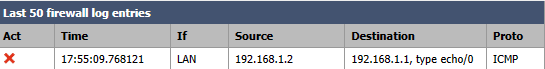 Last 50 firewall log entries
Act Time If Source Destination Proto
17:55:09.768121 LAN 192.168.1.2 192.168.1.1, type echo/0 ICMP